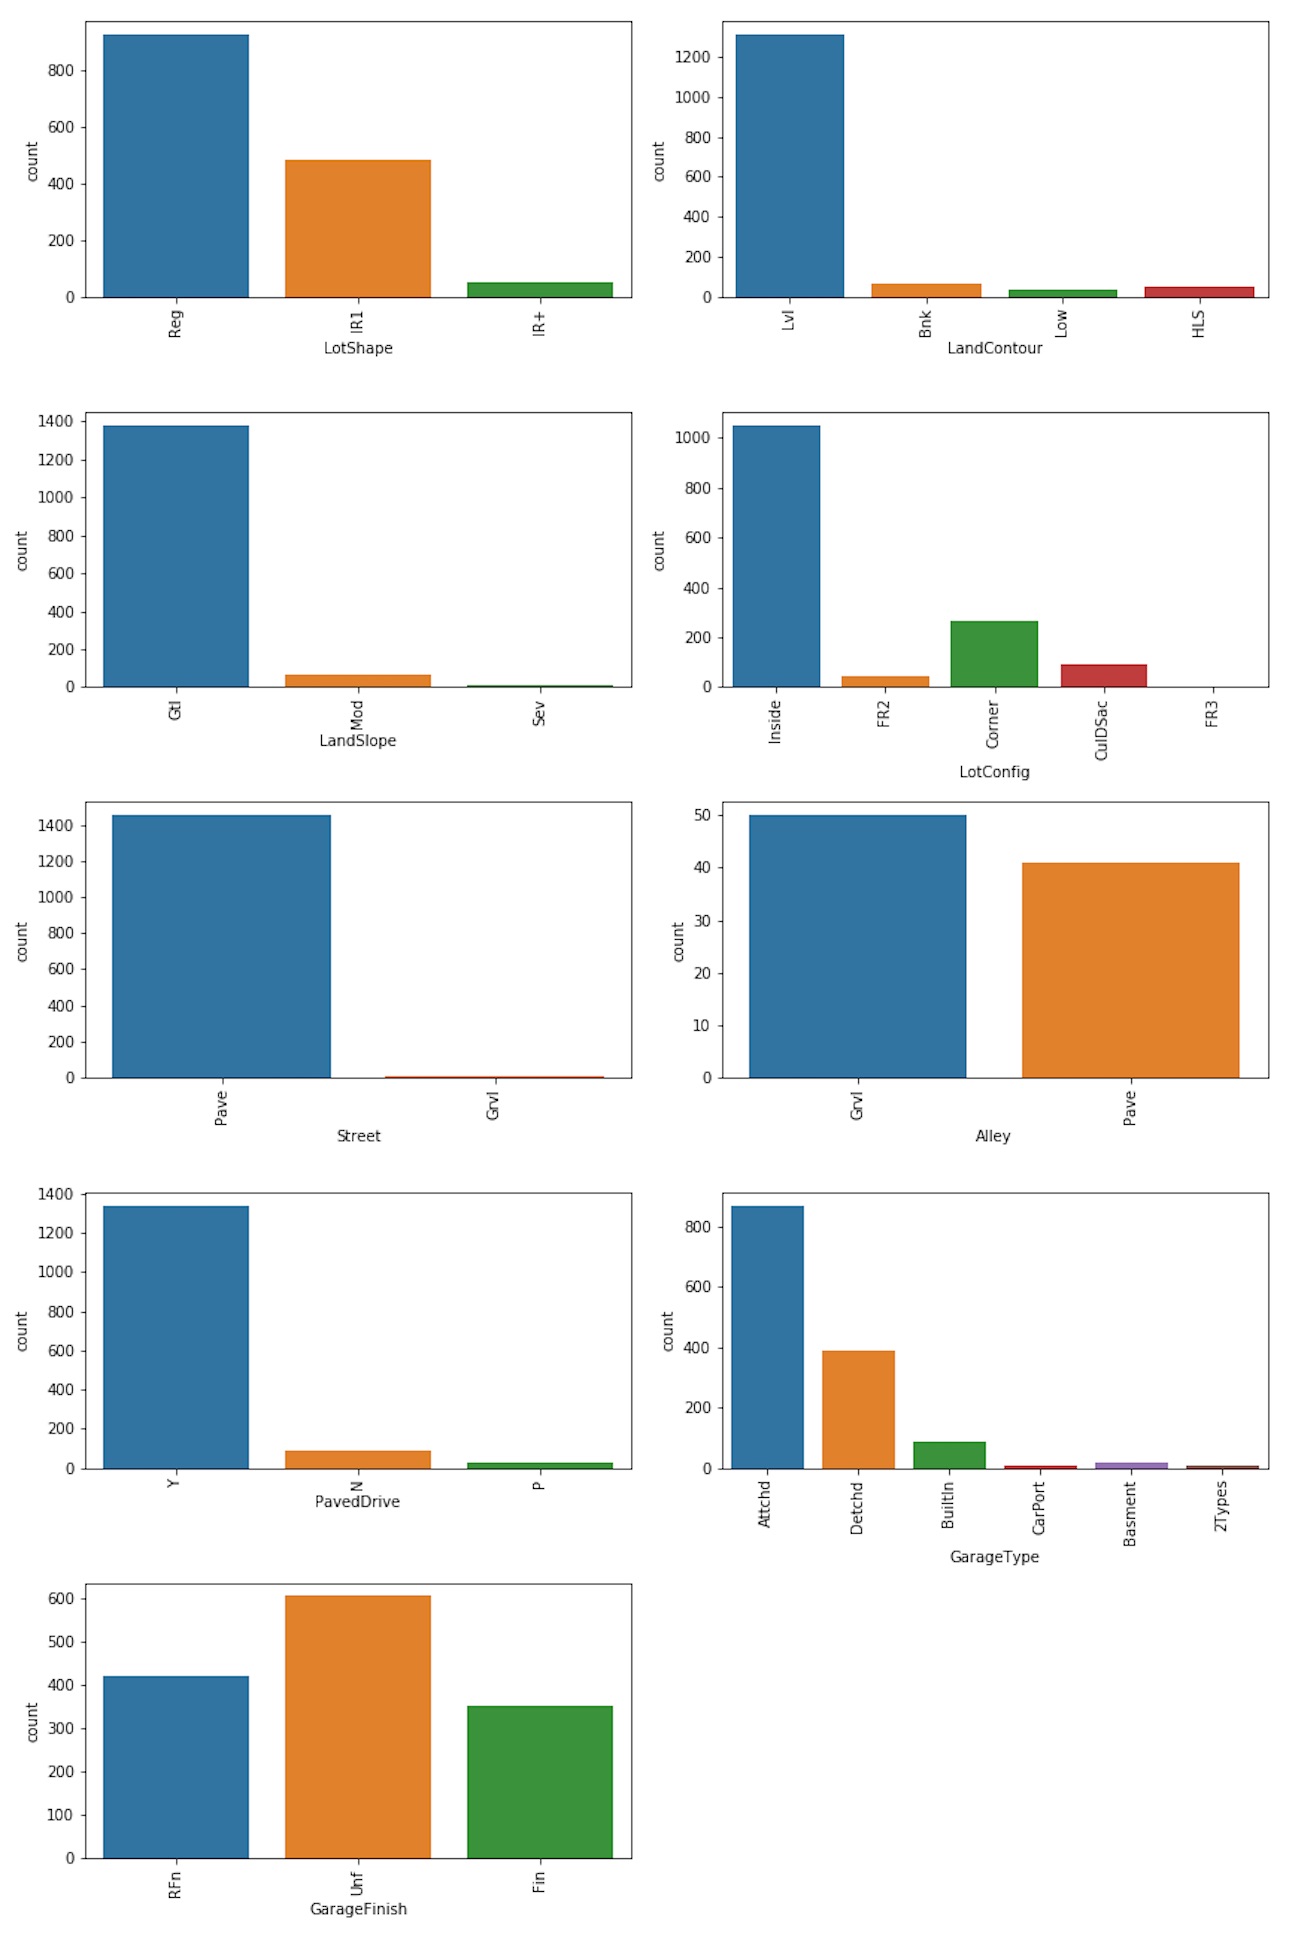 800
600
400
200
0
count
Reg
IR1
IR+
LotShape
1200
1000
800
600
400
200
0
count
Lvl
Bnk
Low
HLS
LandContour
1400
1200
1000
800
600
400
200
0
count
Gtl
Mod
Sev
LandSlope
1000
800
600
400
200
0
count
Inside
FR2
Corner
CulDSac
FR3
LotConfig
1400
1200
1000
800
600
400
200
0
count
Pave
Grvl
Street
50
40
30
20
10
0
count
Grvl
Pave
Alley
1400
1200
1000
800
600
400
200
0
count
Y
N
P
PavedDrive
800
600
400
200
0
count
Attchd
Detchd
BuiltIn
CarPort
Basment
2Types
GarageType
600
500
400
300
200
100
0
count
RFn
Unf
Fin
GarageFinish